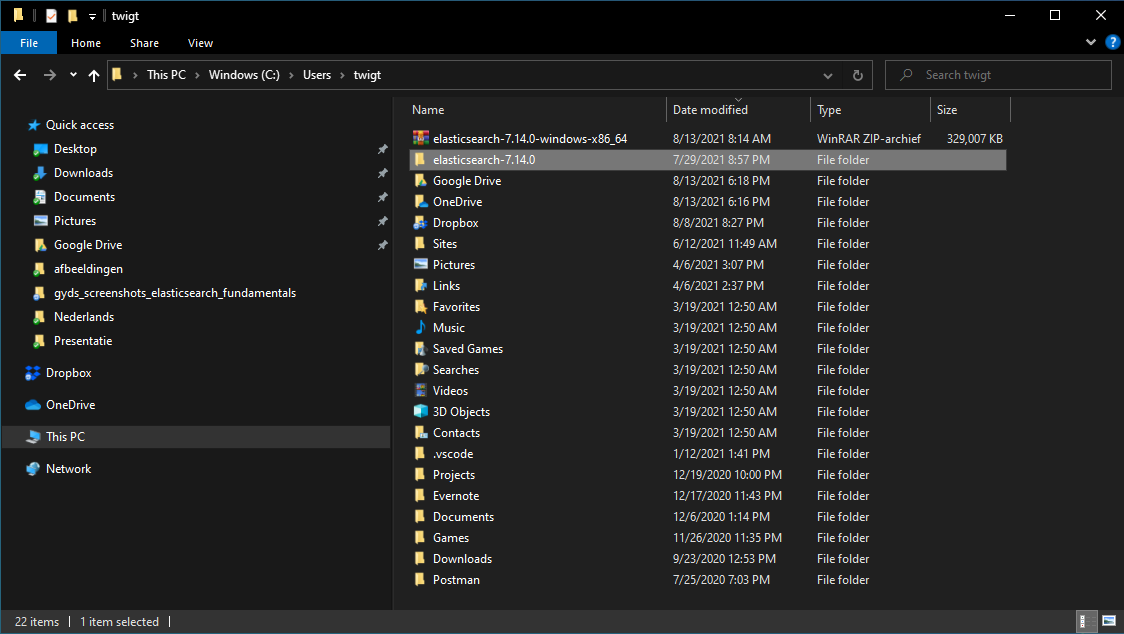 twigt
File Home Share View
This PC Windows (C:) Users twigt Search twigt
Quick access
Desktop
Downloads
Documents
Pictures
Google Drive
afbeeldingen
gyds_screenshots_elasticsearch_fundamentals
Nederlands
Presentatie
Dropbox
OneDrive
This PC
Network
Name Date modified Type Size
elasticsearch-7.14.0-windows-x86_64 8/13/2021 8:14 AM WinRAR ZIP-archief 329,007 KB
elasticsearch-7.14.0 7/29/2021 8:57 PM File folder
Google Drive 8/13/2021 6:18 PM File folder
OneDrive 8/13/2021 6:16 PM File folder
Dropbox 8/8/2021 8:27 PM File folder
Sites 6/12/2021 11:49 AM File folder
Pictures 4/6/2021 3:07 PM File folder
Links 4/6/2021 2:37 PM File folder
Favorites 3/19/2021 12:50 AM File folder
Music 3/19/2021 12:50 AM File folder
Saved Games 3/19/2021 12:50 AM File folder
Searches 3/19/2021 12:50 AM File folder
Videos 3/19/2021 12:50 AM File folder
3D Objects 3/19/2021 12:50 AM File folder
Contacts 3/19/2021 12:50 AM File folder
.vscode 1/12/2021 1:41 PM File folder
Projects 12/19/2020 10:00 PM File folder
Evernote 12/17/2020 11:43 PM File folder
Documents 12/6/2020 1:14 PM File folder
Games 11/26/2020 11:35 PM File folder
Downloads 9/23/2020 12:53 PM File folder
Postman 7/25/2020 7:03 PM File folder
22 items 1 item selected